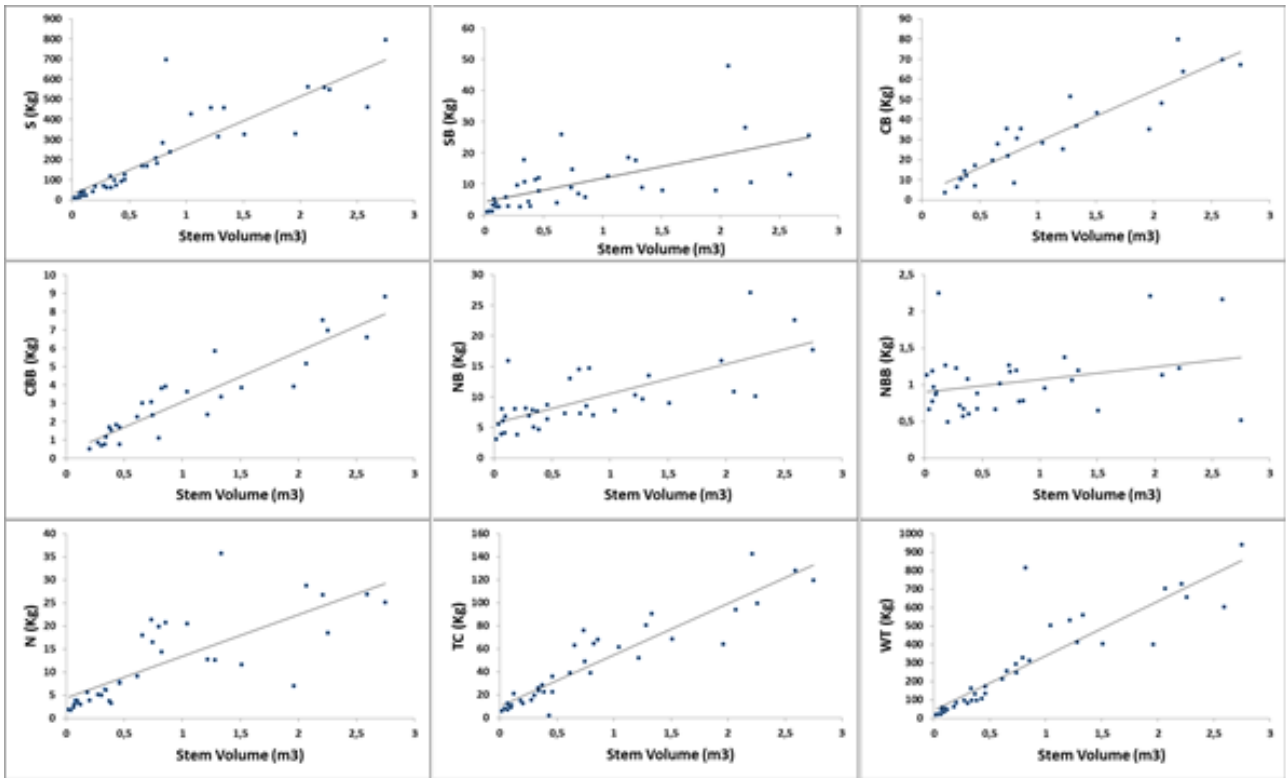 S (Kg)
900
800
700
600
500
400
300
200
100
0
0 0,5 1 1,5 2 2,5 3
Stem Volume (m3)
SB (Kg)
60
50
40
30
20
10
0
0 0,5 1 1,5 2 2,5 3
Stem Volume (m3)
CB (Kg)
90
80
70
60
50
40
30
20
10
0
0 0,5 1 1,5 2 2,5 3
Stem Volume (m3)
CBB (Kg)
10
9
8
7
6
5
4
3
2
1
0
0 0,5 1 1,5 2 2,5 3
Stem Volume (m3)
NB (Kg)
30
25
20
15
10
5
0
0 0,5 1 1,5 2 2,5 3
Stem Volume (m3)
NBB (Kg)
2,5
2
1,5
1
0,5
0
0 0,5 1 1,5 2 2,5 3
Stem Volume (m3)
N (Kg)
40
35
30
25
20
15
10
5
0
0 0,5 1 1,5 2 2,5 3
Stem Volume (m3)
TC (Kg)
160
140
120
100
80
60
40
20
0
0 0,5 1 1,5 2 2,5 3
Stem Volume (m3)
WT (Kg)
1000
900
800
700
600
500
400
300
200
100
0
0 0,5 1 1,5 2 2,5 3
Stem Volume (m3)